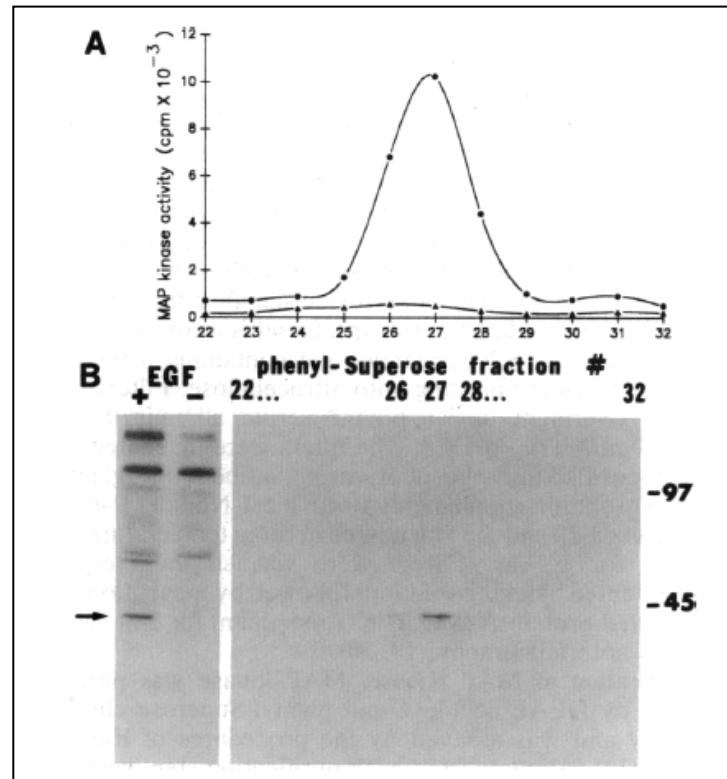 A
MAP kinase activity (cpm X 10⁻³)
12
10
8
6
4
2
0
22 23 24 25 26 27 28 29 30 31 32
B
EGF
+ −
phenyl-Superose fraction #
22... 26 27 28... 32
-97
-45